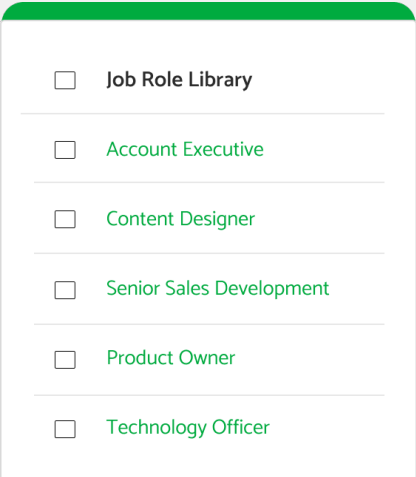 Job Role Library
Account Executive
Content Designer
Senior Sales Development
Product Owner
Technology Officer